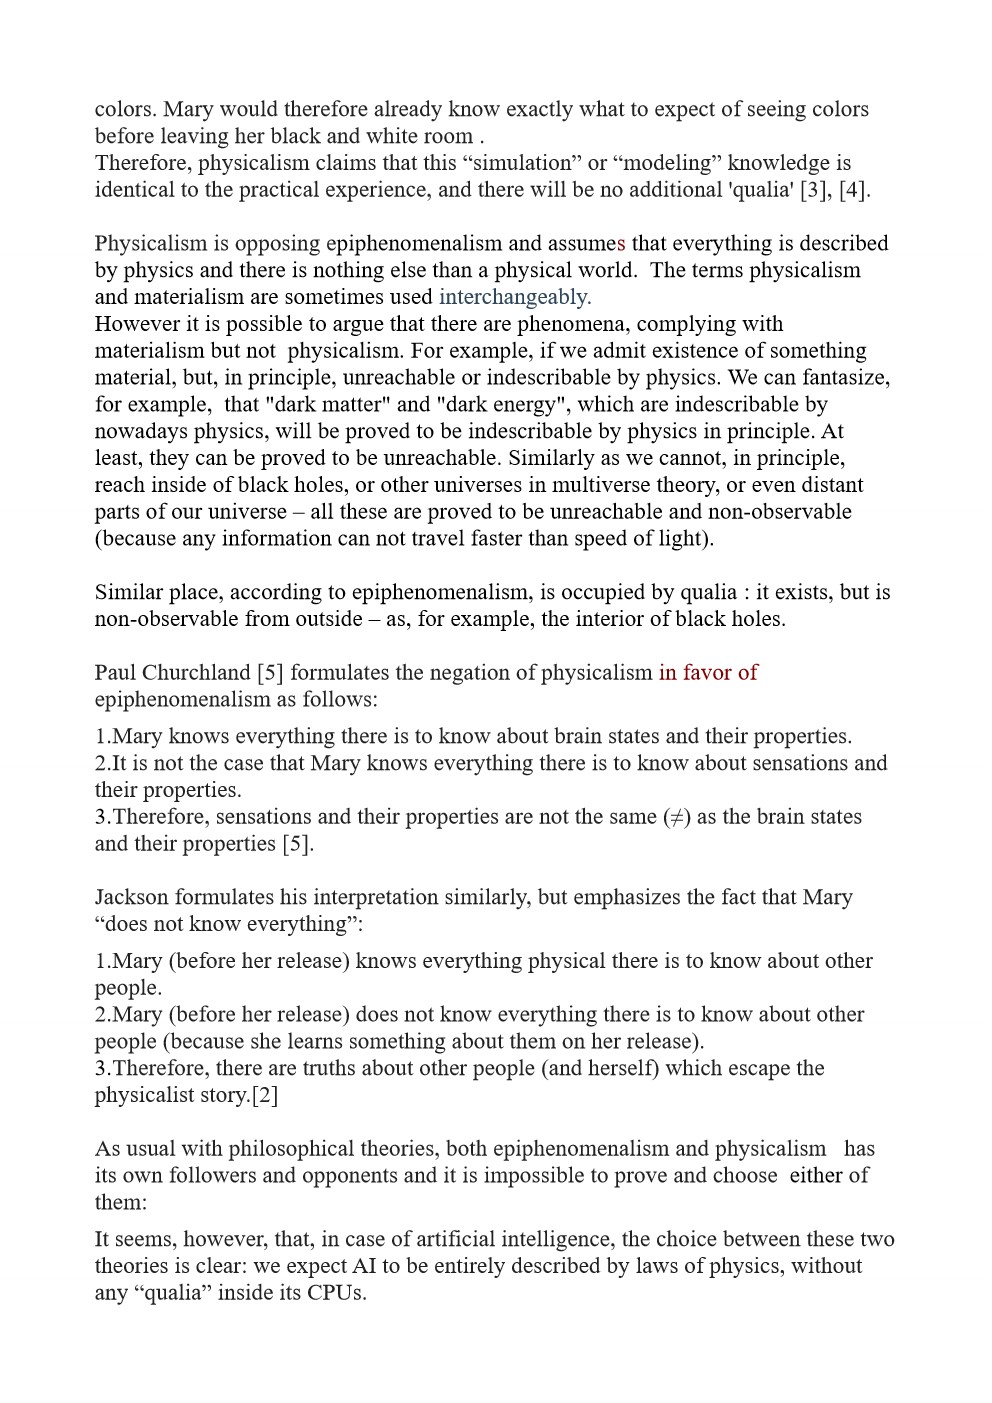 colors. Mary would therefore already know exactly what to expect of seeing colors
before leaving her black and white room .
Therefore, physicalism claims that this “simulation” or “modeling” knowledge is
identical to the practical experience, and there will be no additional 'qualia' [3], [4].
Physicalism is opposing epiphenomenalism and assumes that everything is described
by physics and there is nothing else than a physical world.  The terms physicalism
and materialism are sometimes used interchangeably.
However it is possible to argue that there are phenomena, complying with
materialism but not  physicalism. For example, if we admit existence of something
material, but, in principle, unreachable or indescribable by physics. We can fantasize,
for example,  that "dark matter" and "dark energy", which are indescribable by
nowadays physics, will be proved to be indescribable by physics in principle. At
least, they can be proved to be unreachable. Similarly as we cannot, in principle,
reach inside of black holes, or other universes in multiverse theory, or even distant
parts of our universe – all these are proved to be unreachable and non-observable
(because any information can not travel faster than speed of light).
Similar place, according to epiphenomenalism, is occupied by qualia : it exists, but is
non-observable from outside – as, for example, the interior of black holes.
Paul Churchland [5] formulates the negation of physicalism in favor of
epiphenomenalism as follows:
1.Mary knows everything there is to know about brain states and their properties.
2.It is not the case that Mary knows everything there is to know about sensations and
their properties.
3.Therefore, sensations and their properties are not the same (≠) as the brain states
and their properties [5].
Jackson formulates his interpretation similarly, but emphasizes the fact that Mary
“does not know everything”:
1.Mary (before her release) knows everything physical there is to know about other
people.
2.Mary (before her release) does not know everything there is to know about other
people (because she learns something about them on her release).
3.Therefore, there are truths about other people (and herself) which escape the
physicalist story.[2]
As usual with philosophical theories, both epiphenomenalism and physicalism   has
its own followers and opponents and it is impossible to prove and choose  either of
them:
It seems, however, that, in case of artificial intelligence, the choice between these two
theories is clear: we expect AI to be entirely described by laws of physics, without
any “qualia” inside its CPUs.